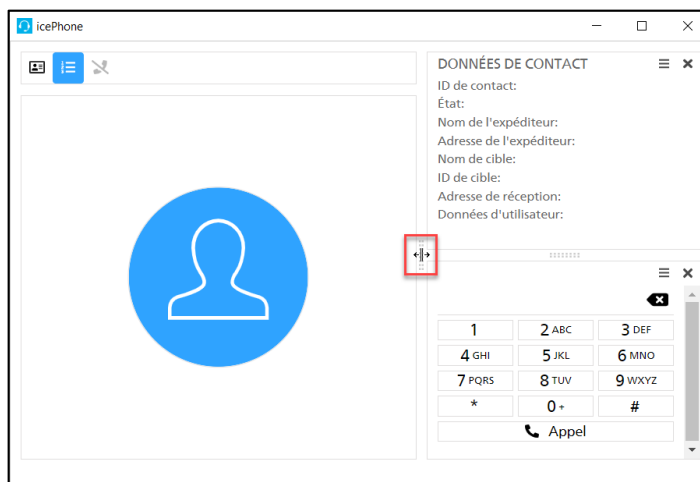 icePhone
DONNÉES DE CONTACT
ID de contact:
État:
Nom de l'expéditeur:
Adresse de l'expéditeur:
Nom de cible:
ID de cible:
Adresse de réception:
Données d'utilisateur:
1 2 ABC 3 DEF
4 GHI 5 JKL 6 MNO
7 PQRS 8 TUV 9 WXYZ
* 0 + #
Appel